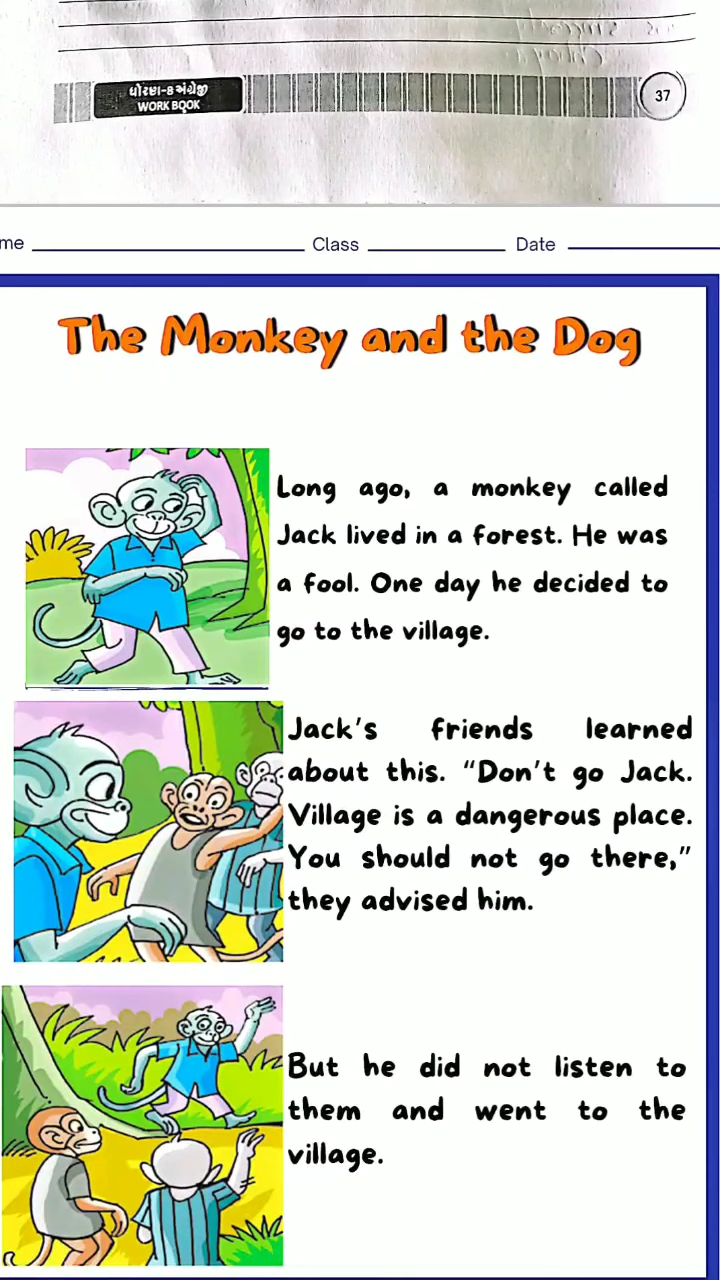 ધોરણ-8 અંગ્રેજી
WORK BOOK
37
me
Class
Date
The Monkey and the Dog
Long ago, a monkey called
Jack lived in a forest. He was
a fool. One day he decided to
go to the village.
Jack's friends learned
about this. "Don't go Jack.
Village is a dangerous place.
You should not go there,"
they advised him.
But he did not listen to
them and went to the
village.